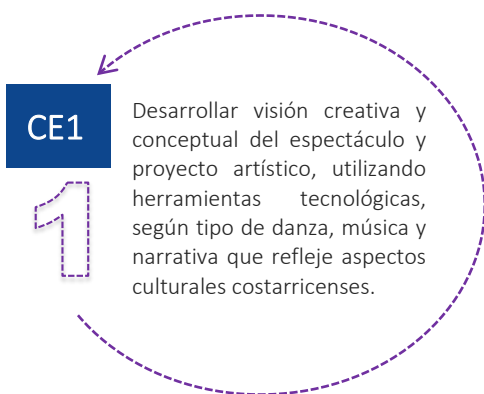 CE1
1
Desarrollar visión creativa y
conceptual del espectáculo y
proyecto artístico, utilizando
herramientas tecnológicas,
según tipo de danza, música y
narrativa que refleje aspectos
culturales costarricenses.